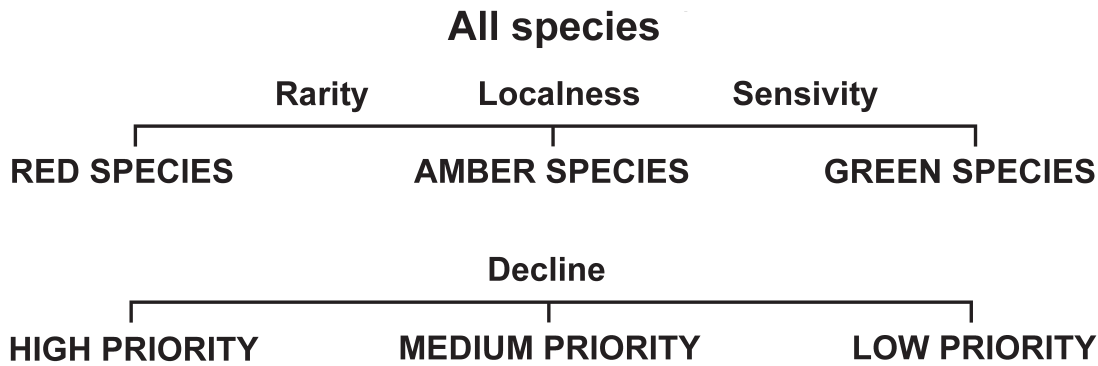 All species
Rarity Localness Sensivity
RED SPECIES AMBER SPECIES GREEN SPECIES
Decline
HIGH PRIORITY MEDIUM PRIORITY LOW PRIORITY